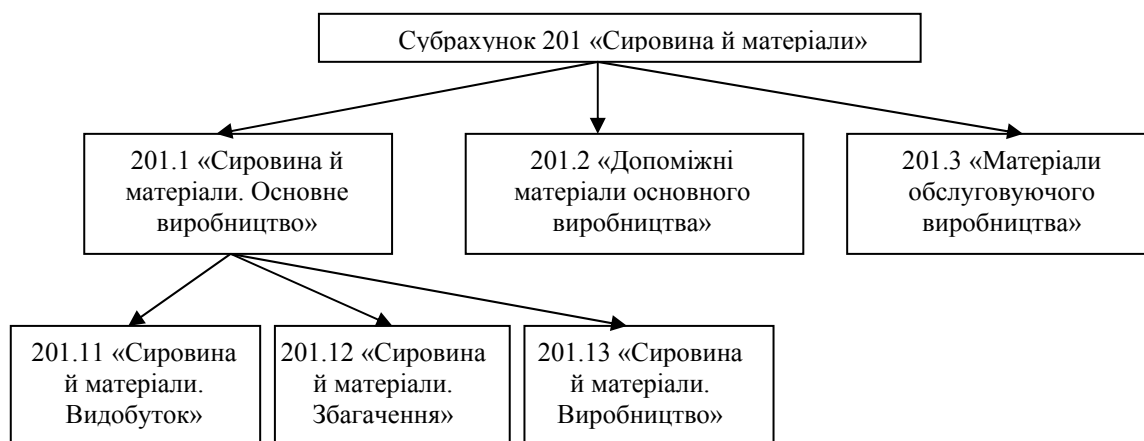 Субрахунок 201 «Сировина й матеріали»
201.1 «Сировина й
матеріали. Основне
виробництво»
201.2 «Допоміжні
матеріали основного
виробництва»
201.3 «Матеріали
обслуговуючого
виробництва»
201.11 «Сировина
й матеріали.
Видобуток»
201.12 «Сировина
й матеріали.
Збагачення»
201.13 «Сировина
й матеріали.
Виробництво»